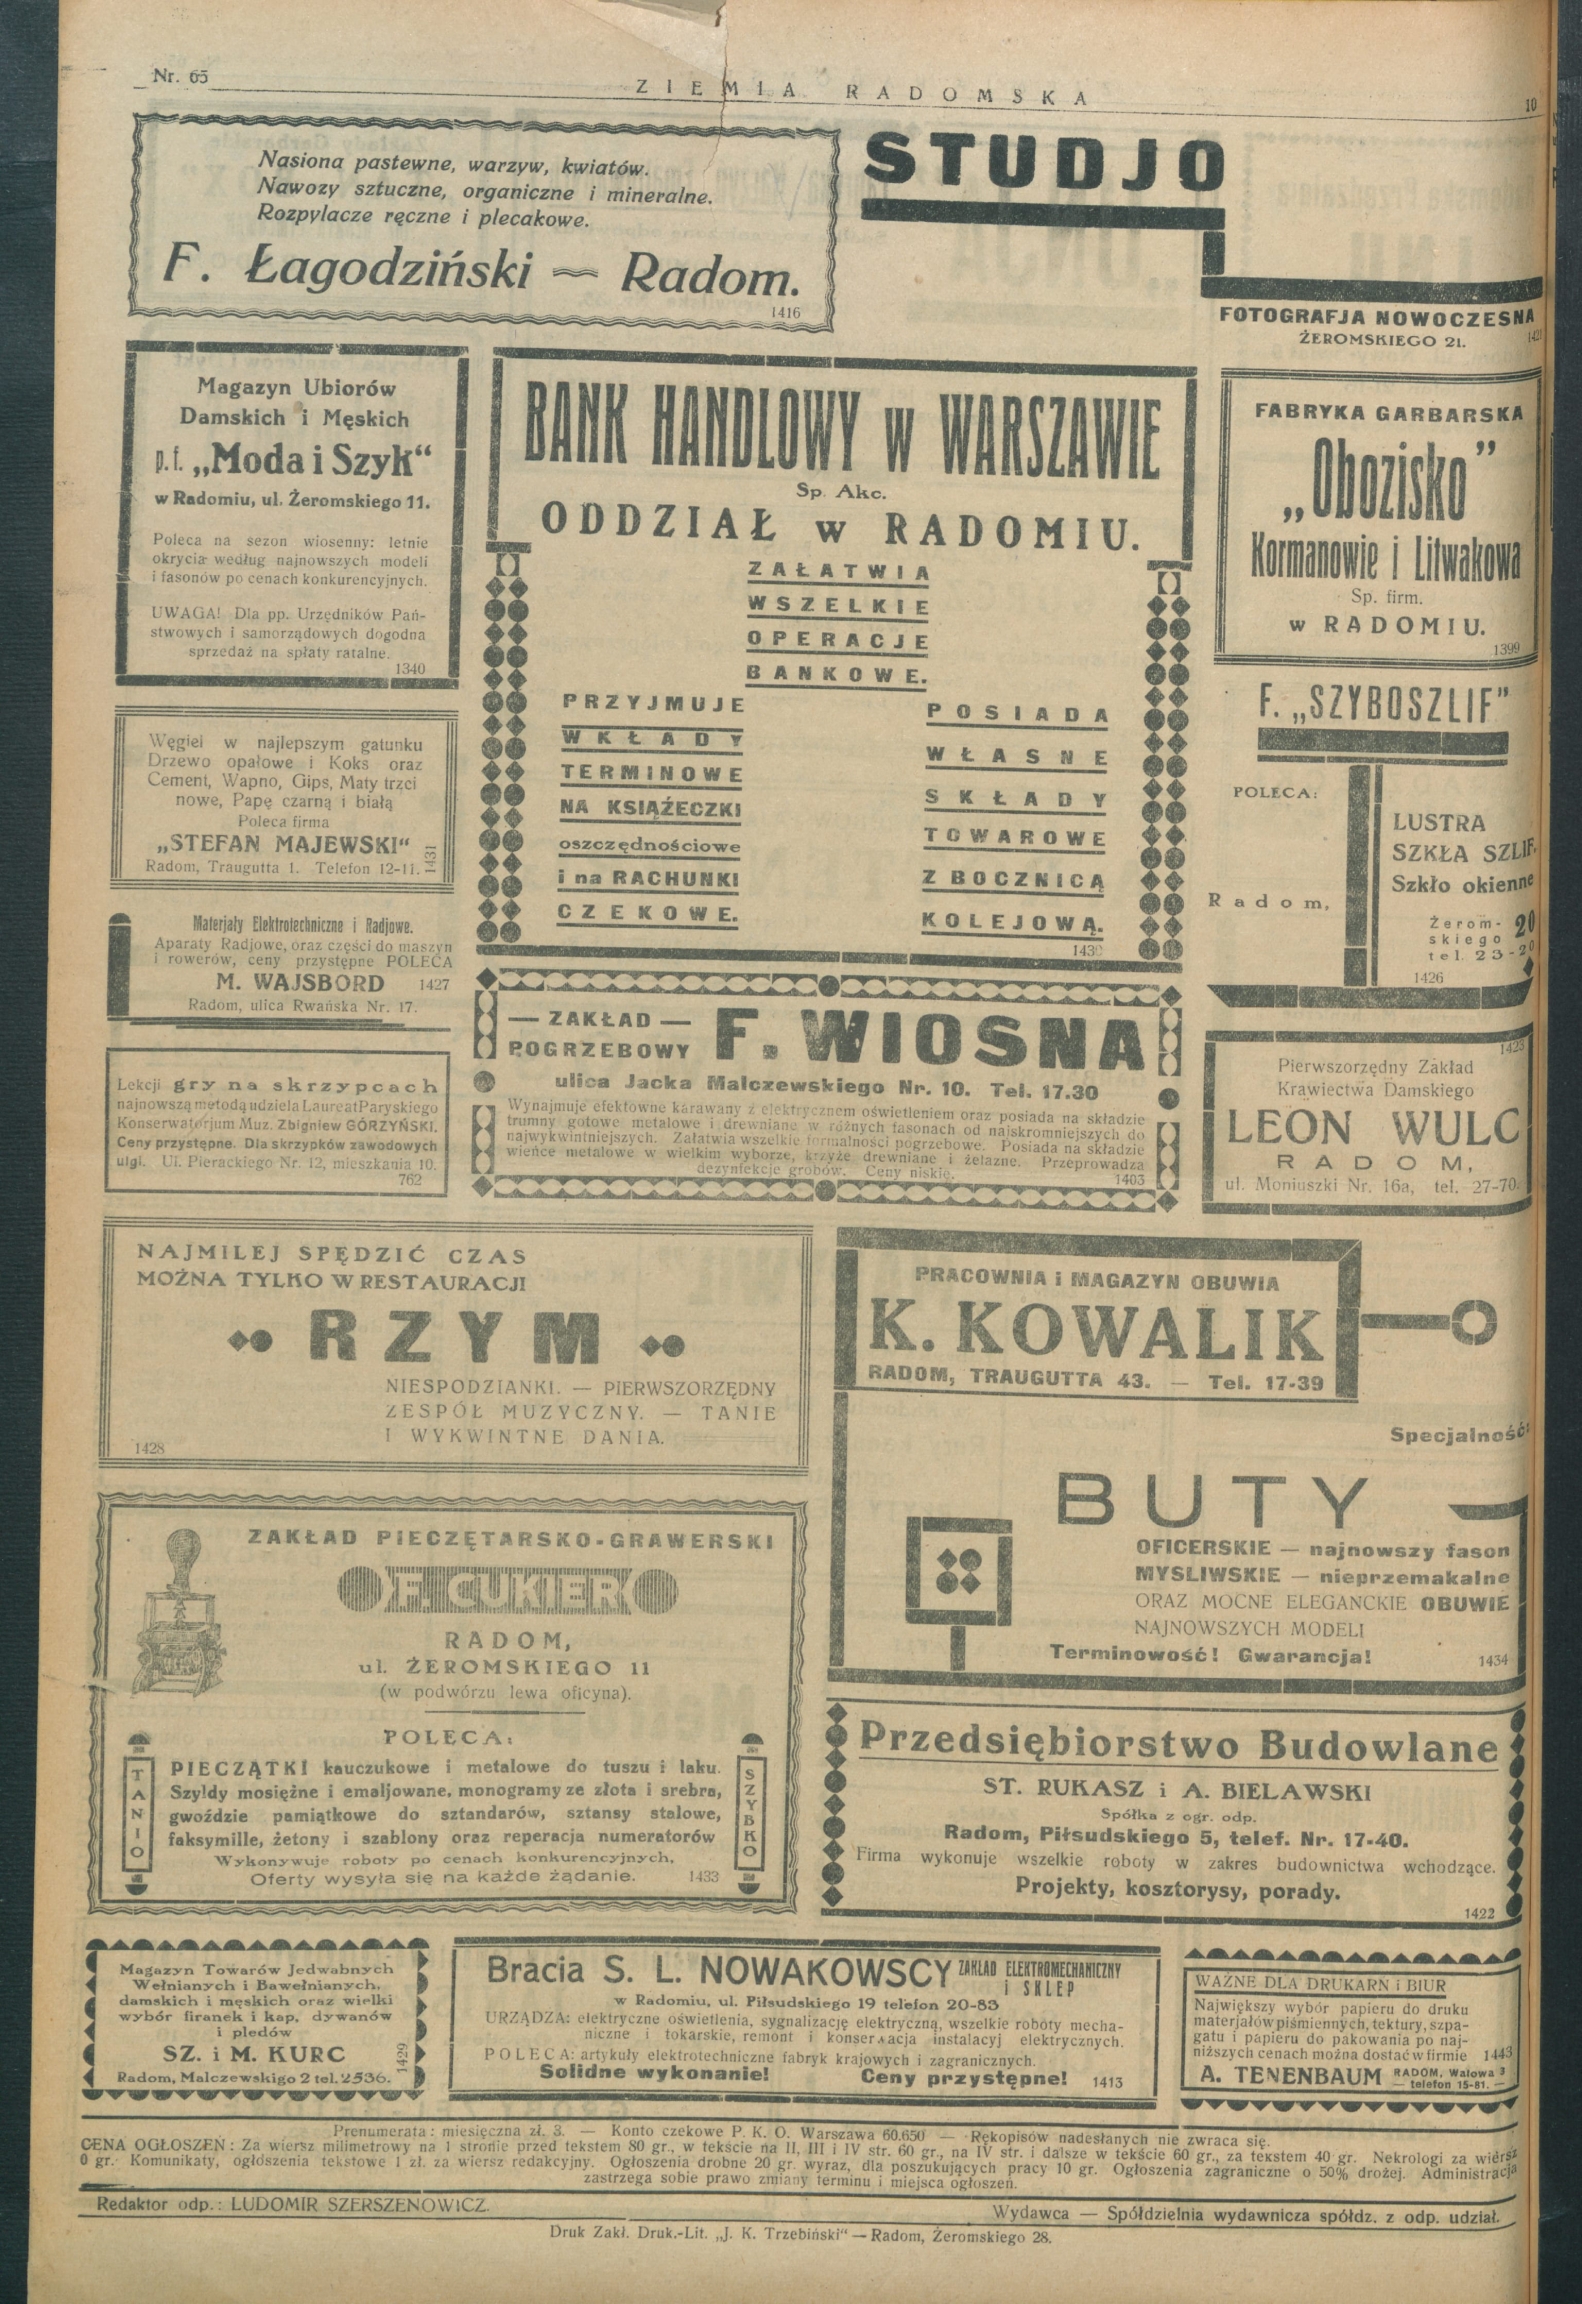 Nr. 65
ZIEMIA RADOMSKA
10
Nasiona pastewne, warzyw, kwiatów.
Nawozy sztuczne, organiczne i mineralne.
Rozpylacze ręczne i plecakowe.
F. Łagodziński — Radom.
1416
STUDJO
FOTOGRAFJA NOWOCZESNA
ŻEROMSKIEGO 21.
Magazyn Ubiorów
Damskich i Męskich
p.f. „Moda i Szyk“
w Radomiu, ul. Żeromskiego 11.
Poleca na sezon wiosenny: letnie
okrycia według najnowszych modeli
i fasonów po cenach konkurencyjnych.
UWAGA! Dla pp. Urzędników Pań-
stwowych i samorządowych dogodna
sprzedaż na spłaty ratalne.
1340
BANK HANDLOWY w WARSZAWIE
Sp. Akc.
ODDZIAŁ w RADOMIU.
ZAŁATWIA
WSZELKIE
OPERACJE
BANKOWE.
PRZYJMUJE
WKŁADY
TERMINOWE
NA KSIĄŻECZKI
oszczędnościowe
i na RACHUNKI
CZEKOWE.
POSIADA
WŁASNE
SKŁADY
TOWAROWE
Z BOCZNICĄ
KOLEJOWĄ.
FABRYKA GARBARSKA
„Obozisko”
Kormanowie i Litwakowa
Sp. firm.
w RADOMIU.
1399
Węgiel w najlepszym gatunku
Drzewo opałowe i Koks oraz
Cement, Wapno, Gips, Maty trzci
nowe, Papę czarną i białą
Poleca firma
„STEFAN MAJEWSKI“
Radom, Traugutta 1. Telefon 12-11.
1431
F. „SZYBOSZLIF”
POLECA:
LUSTRA
SZKŁA SZLIF.
Szkło okienne
Radom,
Żerom-
skiego 20
tel. 23-20
1426
Materjały Elektrotechniczne i Radjowe.
Aparaty Radjowe, oraz części do maszyn
i rowerów, ceny przystępne POLECA
M. WAJSBORD 1427
Radom, ulica Rwańska Nr. 17.
— ZAKŁAD —
POGRZEBOWY
F. WIOSNA
ulica Jacka Malczewskiego Nr. 10. Tel. 17.30
Wynajmuje efektowne karawany z elektrycznem oświetleniem oraz posiada na składzie
trumny gotowe metalowe i drewniane w różnych fasonach od najskromniejszych do
najwykwintniejszych. Załatwia wszelkie formalności pogrzebowe. Posiada na składzie
wieńce metalowe w wielkim wyborze, krzyże drewniane i żelazne. Przeprowadza
dezynfekcje grobów. Ceny niskie. 1403
Lekcji gry na skrzypcach
najnowszą metodą udziela Laureat Paryskiego
Konserwatorjum Muz. Zbigniew GÓRZYŃSKI.
Ceny przystępne. Dla skrzypków zawodowych
ulgi. Ul. Pierackiego Nr. 12, mieszkania 10.
762
1423
Pierwszorzędny Zakład
Krawiectwa Damskiego
LEON WULC
RADOM,
ul. Moniuszki Nr. 16a, tel. 27-70.
NAJMILEJ SPĘDZIĆ CZAS
MOŻNA TYLKO W RESTAURACJI
RZYM
NIESPODZIANKI. — PIERWSZORZĘDNY
ZESPÓŁ MUZYCZNY. — TANIE
I WYKWINTNE DANIA.
1428
PRACOWNIA i MAGAZYN OBUWIA
K. KOWALIK
RADOM, TRAUGUTTA 43. — Tel. 17-39
Specjalność:
BUTY
OFICERSKIE — najnowszy fason
MYSLIWSKIE — nieprzemakalne
ORAZ MOCNE ELEGANCKIE OBUWIE
NAJNOWSZYCH MODELI
Terminowość! Gwarancja!
1434
ZAKŁAD PIECZĘTARSKO-GRAWERSKI
F. CUKIER
RADOM,
ul. ŻEROMSKIEGO 11
(w podwórzu lewa oficyna).
POLECA:
TANIO
PIECZĄTKI kauczukowe i metalowe do tuszu i laku.
Szyldy mosiężne i emaljowane, monogramy ze złota i srebra,
gwoździe pamiątkowe do sztandarów, sztansy stalowe,
faksymille, żetony i szablony oraz reperacja numeratorów
Wykonywuje roboty po cenach konkurencyjnych,
Oferty wysyła się na każde żądanie. 1433
SZYBKO
Przedsiębiorstwo Budowlane
ST. RUKASZ i A. BIELAWSKI
Spółka z ogr. odp.
Radom, Piłsudskiego 5, telef. Nr. 17-40.
Firma wykonuje wszelkie roboty w zakres budownictwa wchodzące.
Projekty, kosztorysy, porady.
1422
Magazyn Towarów Jedwabnych
Wełnianych i Bawełnianych,
damskich i męskich oraz wielki
wybór firanek i kap, dywanów
i pledów
SZ. i M. KURC
Radom, Malczewskigo 2 tel. 2536.
1429
Bracia S. L. NOWAKOWSCY ZAKŁAD ELEKTROMECHANICZNY
i SKLEP
w Radomiu, ul. Piłsudskiego 19 telefon 20-83
URZĄDZA: elektryczne oświetlenia, sygnalizację elektryczną, wszelkie roboty mecha-
niczne i tokarskie, remont i konserwacja instalacyj elektrycznych.
POLECA: artykuły elektrotechniczne fabryk krajowych i zagranicznych.
Solidne wykonanie! Ceny przystępne! 1413
WAŻNE DLA DRUKARN i BIUR
Największy wybór papieru do druku
materjałów piśmiennych, tektury, szpa-
gatu i papieru do pakowania po naj-
niższych cenach można dostać w firmie 1443
A. TENENBAUM RADOM, Wałowa 3
— telefon 15-81. —
Prenumerata: miesięczna zł. 3. — Konto czekowe P. K. O. Warszawa 60.650 — Rękopisów nadesłanych nie zwraca się.
CENA OGŁOSZEŃ: Za wiersz milimetrowy na 1 stronie przed tekstem 80 gr., w tekście na II, III i IV str. 60 gr., na IV str. i dalsze w tekście 60 gr., za tekstem 40 gr. Nekrologi za wiersz
0 gr. Komunikaty, ogłoszenia tekstowe 1 zł. za wiersz redakcyjny. Ogłoszenia drobne 20 gr. wyraz, dla poszukujących pracy 10 gr. Ogłoszenia zagraniczne o 50% drożej. Administracja
zastrzega sobie prawo zmiany terminu i miejsca ogłoszeń.
Redaktor odp.: LUDOMIR SZERSZENOWICZ.
Wydawca — Spółdzielnia wydawnicza spółdz. z odp. udział.
Druk Zakł. Druk.-Lit. „J. K. Trzebiński“ — Radom, Żeromskiego 28.